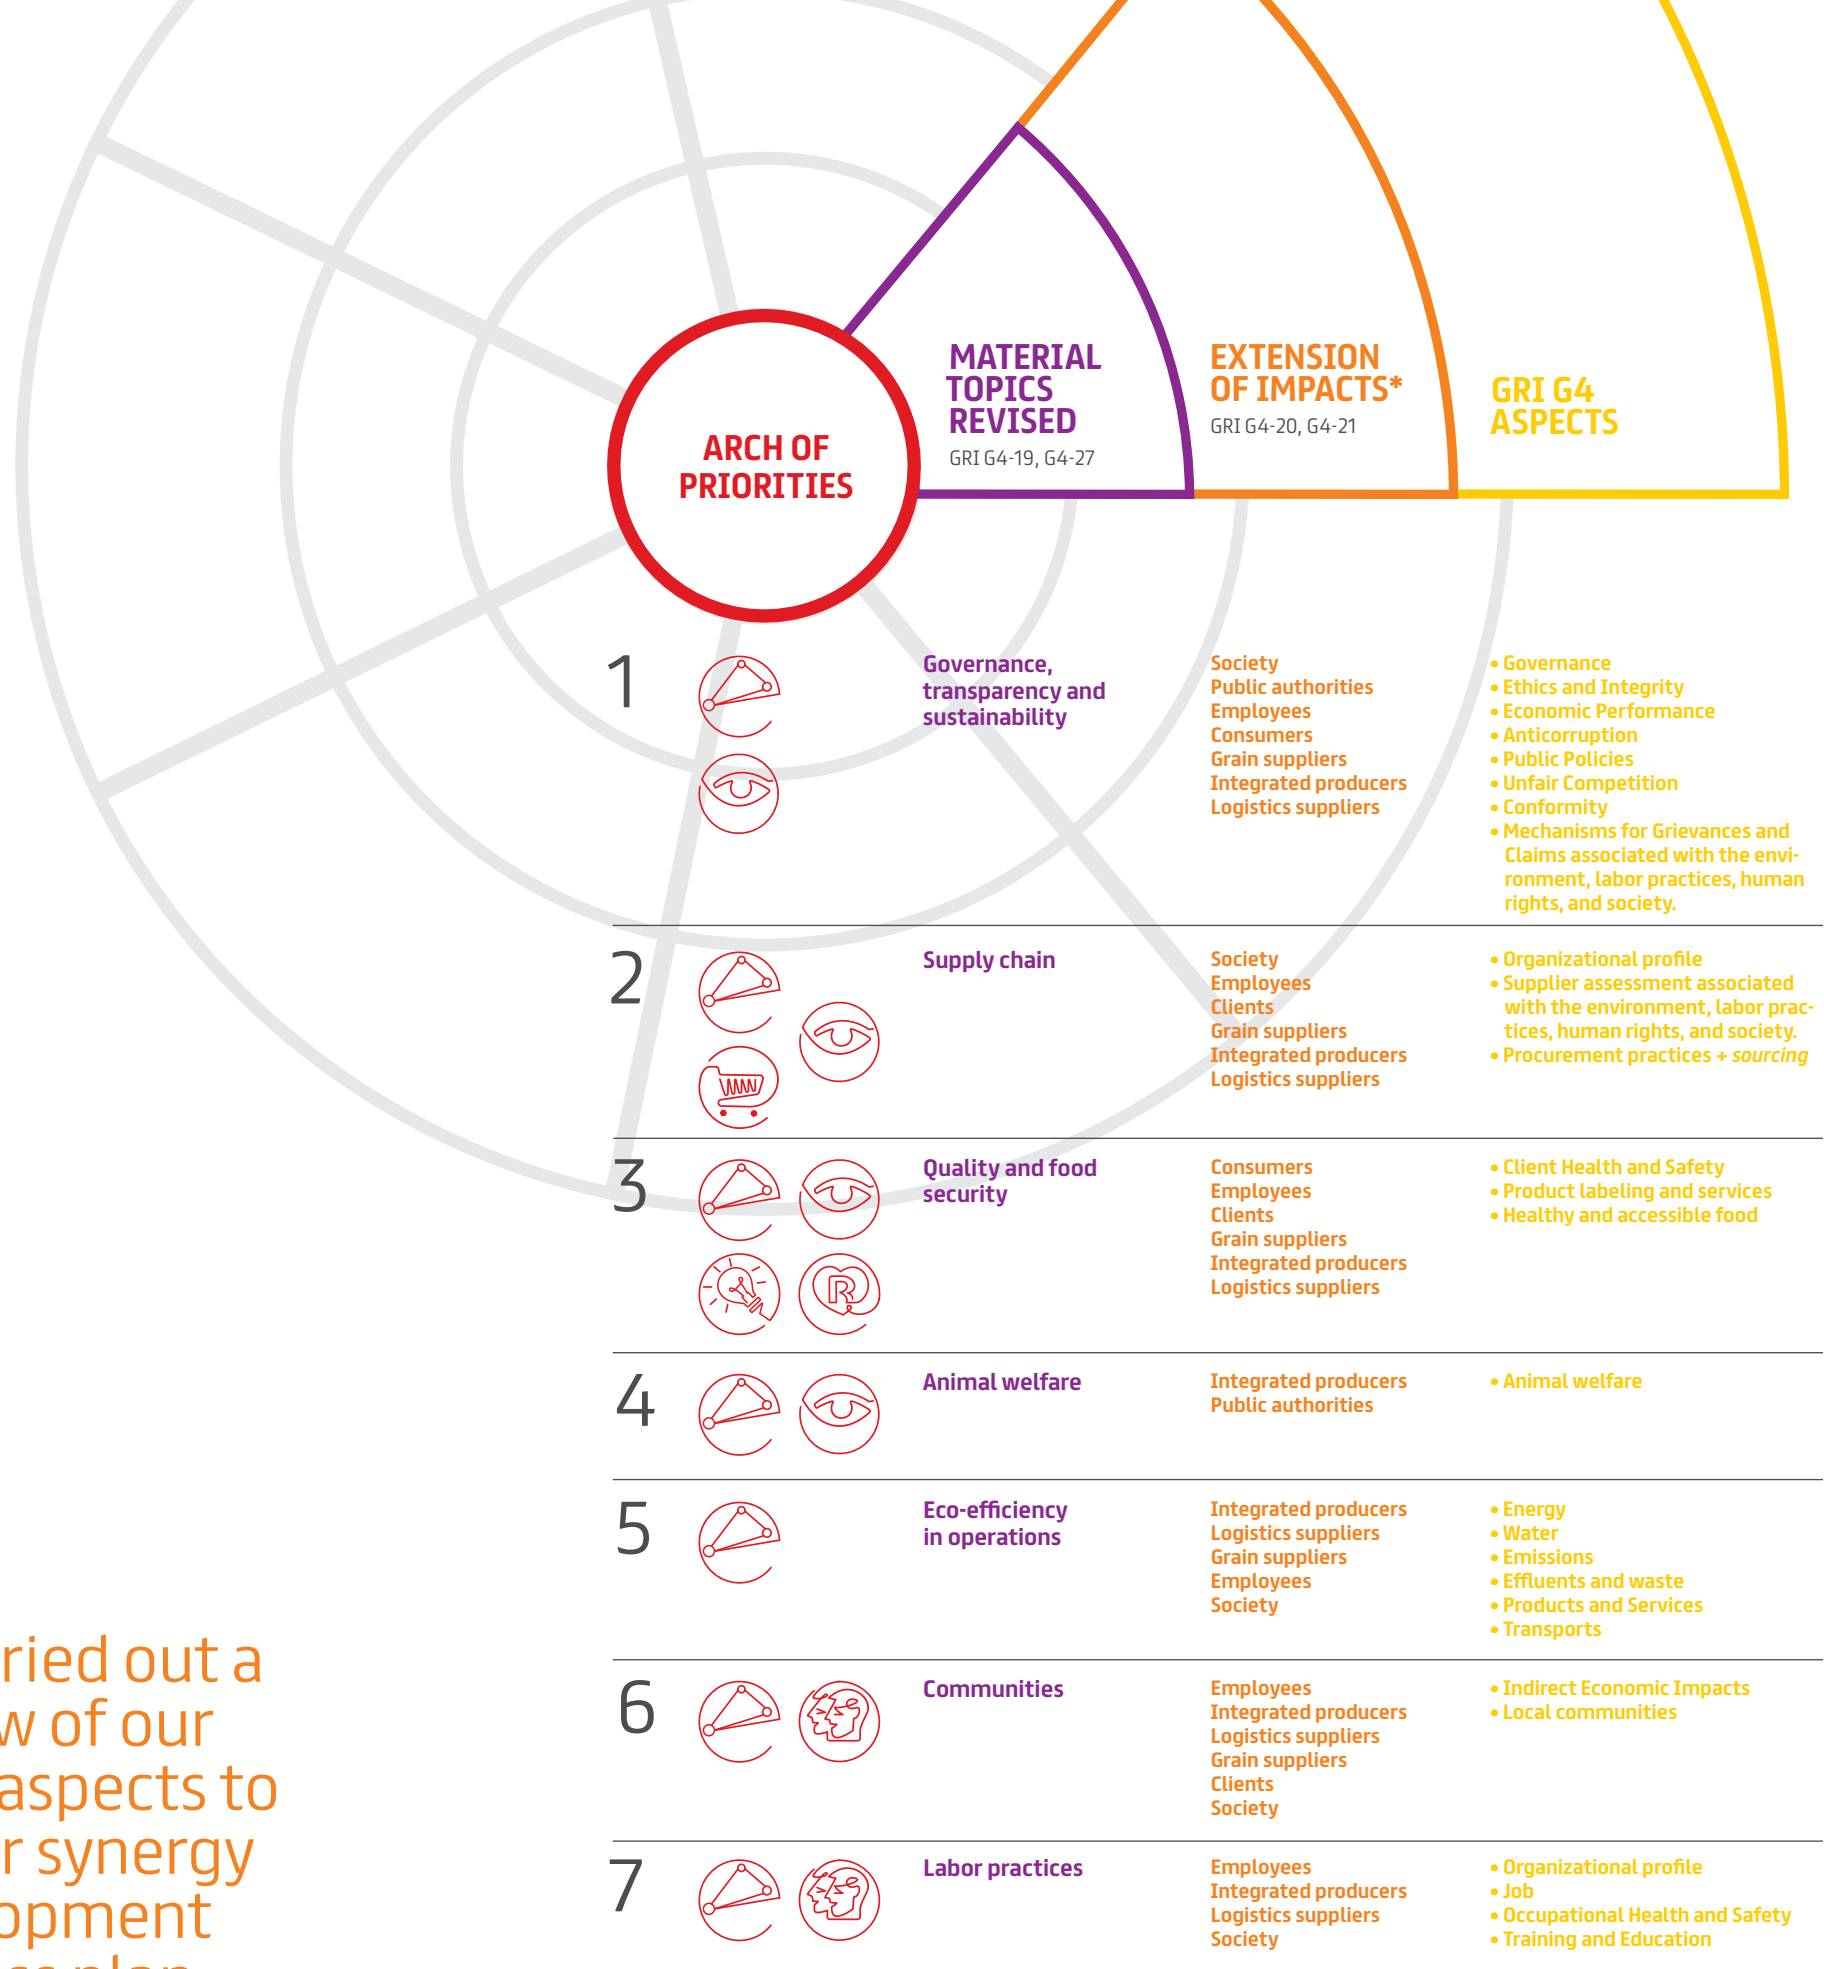 ARCH OF
PRIORITIES
MATERIAL
TOPICS
REVISED
GRI G4-19, G4-27
EXTENSION
OF IMPACTS*
GRI G4-20, G4-21
GRI G4
ASPECTS
1
Governance,
transparency and
sustainability
Society
Public authorities
Employees
Consumers
Grain suppliers
Integrated producers
Logistics suppliers
• Governance
• Ethics and Integrity
• Economic Performance
• Anticorruption
• Public Policies
• Unfair Competition
• Conformity
• Mechanisms for Grievances and
Claims associated with the envi-
ronment, labor practices, human
rights, and society.
2
Supply chain
Society
Employees
Clients
Grain suppliers
Integrated producers
Logistics suppliers
• Organizational profile
• Supplier assessment associated
with the environment, labor prac-
tices, human rights, and society.
• Procurement practices + sourcing
3
R
Quality and food
security
Consumers
Employees
Clients
Grain suppliers
Integrated producers
Logistics suppliers
• Client Health and Safety
• Product labeling and services
• Healthy and accessible food
4
Animal welfare
Integrated producers
Public authorities
• Animal welfare
5
Eco-efficiency
in operations
Integrated producers
Logistics suppliers
Grain suppliers
Employees
Society
• Energy
• Water
• Emissions
• Effluents and waste
• Products and Services
• Transports
6
Communities
Employees
Integrated producers
Logistics suppliers
Grain suppliers
Clients
Society
• Indirect Economic Impacts
• Local communities
7
Labor practices
Employees
Integrated producers
Logistics suppliers
Society
• Organizational profile
• Job
• Occupational Health and Safety
• Training and Education
ried out a
w of our
aspects to
r synergy
opment
plan